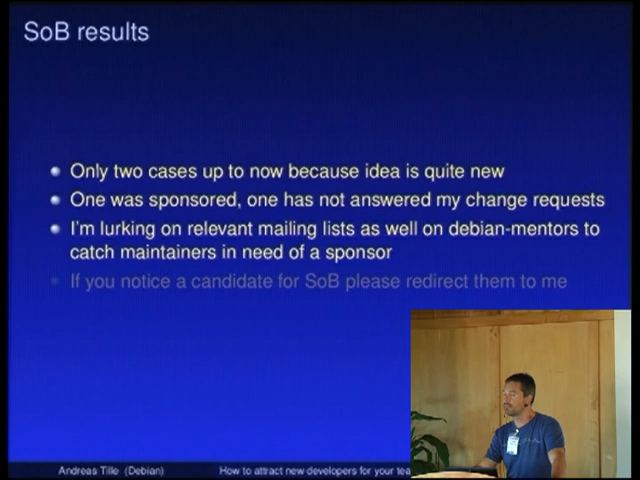 SoB results
Only two cases up to now because idea is quite new
One was sponsored, one has not answered my change requests
I'm lurking on relevant mailing lists as well on debian-mentors to
catch maintainers in need of a sponsor
If you notice a candidate for SoB please redirect them to me
Andreas Tille (Debian) How to attract new developers for your